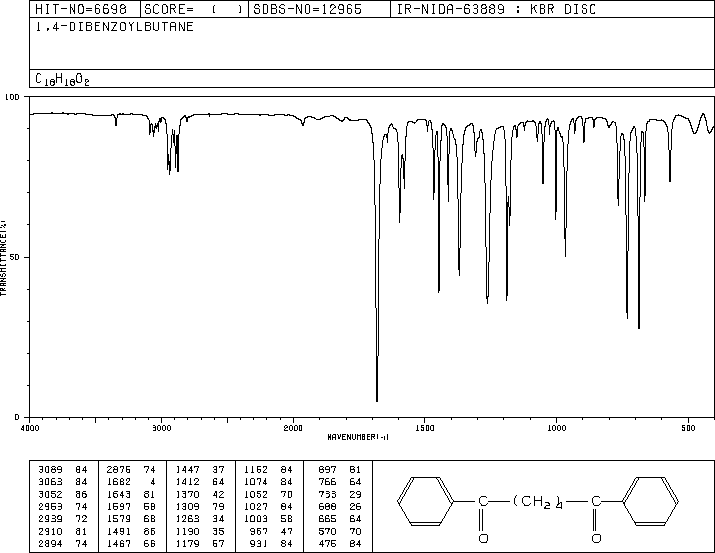 HIT-NO=6698 SCORE= ( ) SDBS-NO=12965 IR-NIDA-63889 : KBR DISC
1,4-DIBENZOYLBUTANE
C18H18O2
100
50
0
TRANSMITTANCE(%)
4000 3000 2000 1500 1000 500
WAVENUMBER(-1)
3089 84 2876 74 1447 37 1152 84 897 81
3063 84 1682 4 1412 64 1074 84 766 64
3052 86 1643 81 1370 42 1052 70 733 29
2953 74 1597 58 1309 79 1027 84 688 26
2939 72 1579 68 1263 34 1003 58 665 64
2910 81 1491 86 1190 35 967 47 570 70
2894 74 1467 66 1179 57 931 84 476 84
C (CH2)4 C
O O